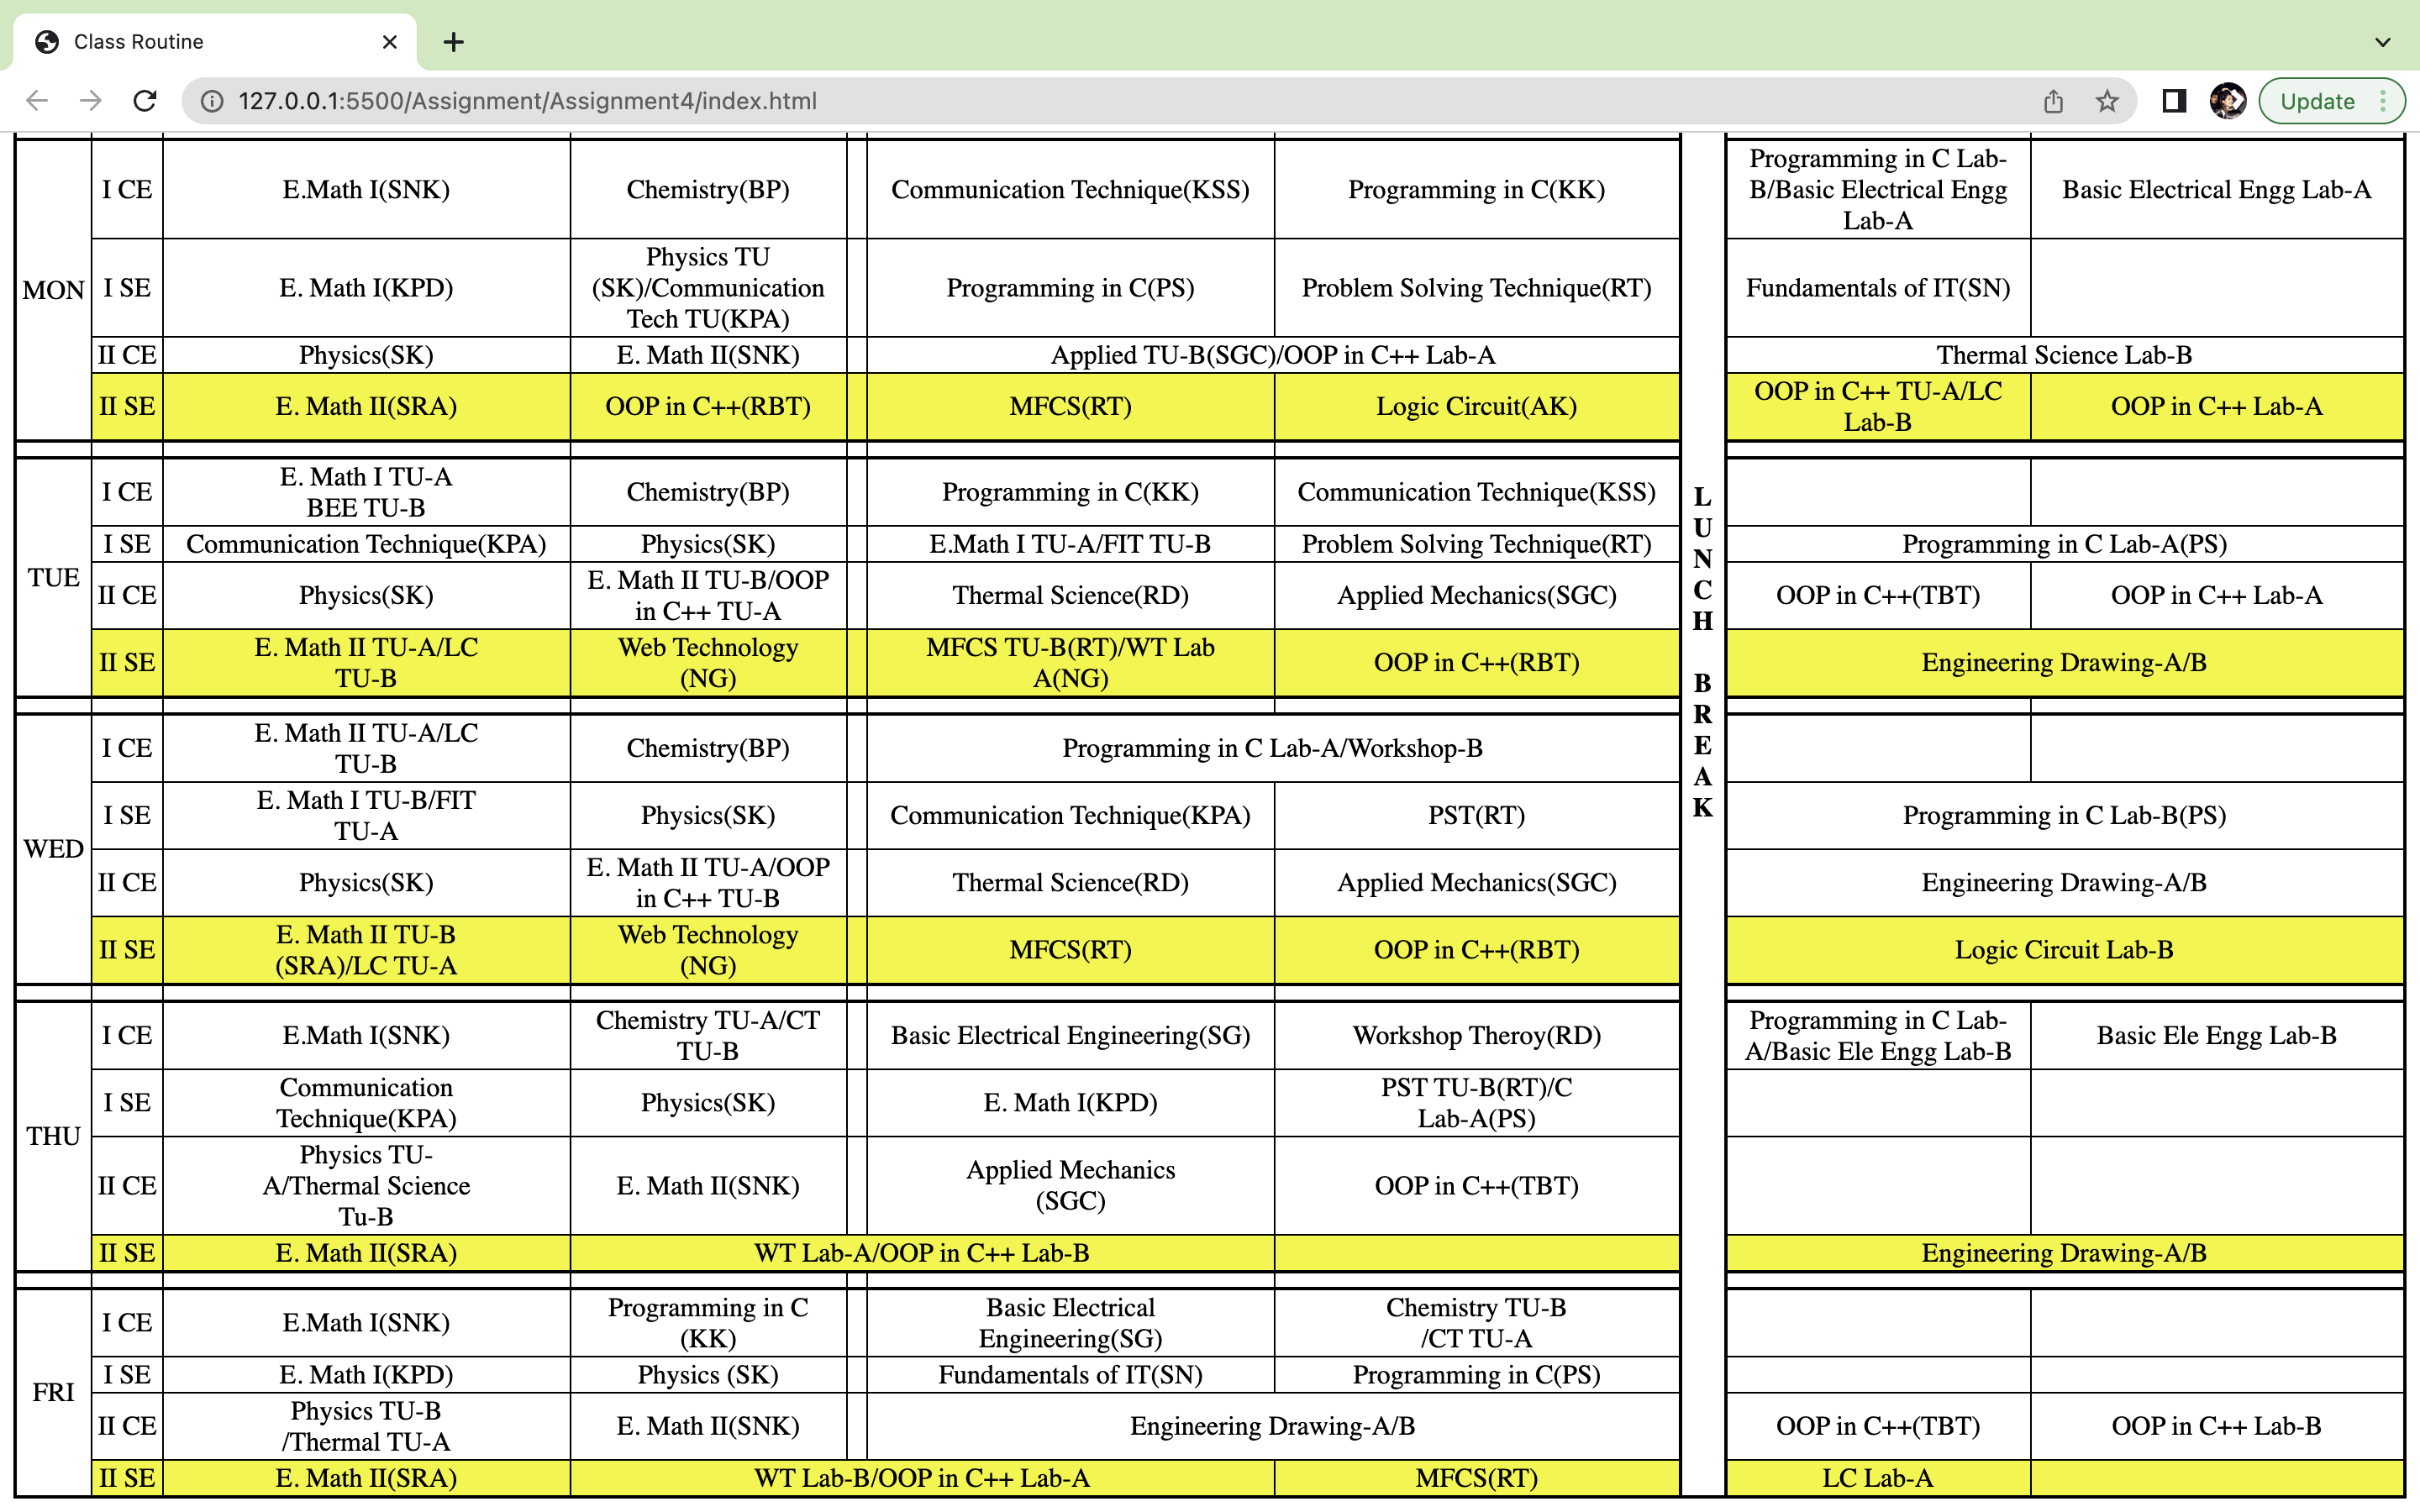 Class Routine
127.0.0.1:5500/Assignment/Assignment4/index.html
Update
MON
I CE
E.Math I(SNK)
Chemistry(BP)
Communication Technique(KSS)
Programming in C(KK)
Programming in C Lab-
B/Basic Electrical Engg
Lab-A
Basic Electrical Engg Lab-A
I SE
E. Math I(KPD)
Physics TU
(SK)/Communication
Tech TU(KPA)
Programming in C(PS)
Problem Solving Technique(RT)
Fundamentals of IT(SN)
II CE
Physics(SK)
E. Math II(SNK)
Applied TU-B(SGC)/OOP in C++ Lab-A
Thermal Science Lab-B
II SE
E. Math II(SRA)
OOP in C++(RBT)
MFCS(RT)
Logic Circuit(AK)
OOP in C++ TU-A/LC
Lab-B
OOP in C++ Lab-A
L
U
N
C
H
B
R
E
A
K
TUE
I CE
E. Math I TU-A
BEE TU-B
Chemistry(BP)
Programming in C(KK)
Communication Technique(KSS)
I SE
Communication Technique(KPA)
Physics(SK)
E.Math I TU-A/FIT TU-B
Problem Solving Technique(RT)
Programming in C Lab-A(PS)
II CE
Physics(SK)
E. Math II TU-B/OOP
in C++ TU-A
Thermal Science(RD)
Applied Mechanics(SGC)
OOP in C++(TBT)
OOP in C++ Lab-A
II SE
E. Math II TU-A/LC
TU-B
Web Technology
(NG)
MFCS TU-B(RT)/WT Lab
A(NG)
OOP in C++(RBT)
Engineering Drawing-A/B
WED
I CE
E. Math II TU-A/LC
TU-B
Chemistry(BP)
Programming in C Lab-A/Workshop-B
I SE
E. Math I TU-B/FIT
TU-A
Physics(SK)
Communication Technique(KPA)
PST(RT)
Programming in C Lab-B(PS)
II CE
Physics(SK)
E. Math II TU-A/OOP
in C++ TU-B
Thermal Science(RD)
Applied Mechanics(SGC)
Engineering Drawing-A/B
II SE
E. Math II TU-B
(SRA)/LC TU-A
Web Technology
(NG)
MFCS(RT)
OOP in C++(RBT)
Logic Circuit Lab-B
THU
I CE
E.Math I(SNK)
Chemistry TU-A/CT
TU-B
Basic Electrical Engineering(SG)
Workshop Theroy(RD)
Programming in C Lab-
A/Basic Ele Engg Lab-B
Basic Ele Engg Lab-B
I SE
Communication
Technique(KPA)
Physics(SK)
E. Math I(KPD)
PST TU-B(RT)/C
Lab-A(PS)
II CE
Physics TU-
A/Thermal Science
Tu-B
E. Math II(SNK)
Applied Mechanics
(SGC)
OOP in C++(TBT)
II SE
E. Math II(SRA)
WT Lab-A/OOP in C++ Lab-B
Engineering Drawing-A/B
FRI
I CE
E.Math I(SNK)
Programming in C
(KK)
Basic Electrical
Engineering(SG)
Chemistry TU-B
/CT TU-A
I SE
E. Math I(KPD)
Physics (SK)
Fundamentals of IT(SN)
Programming in C(PS)
II CE
Physics TU-B
/Thermal TU-A
E. Math II(SNK)
Engineering Drawing-A/B
OOP in C++(TBT)
OOP in C++ Lab-B
II SE
E. Math II(SRA)
WT Lab-B/OOP in C++ Lab-A
MFCS(RT)
LC Lab-A